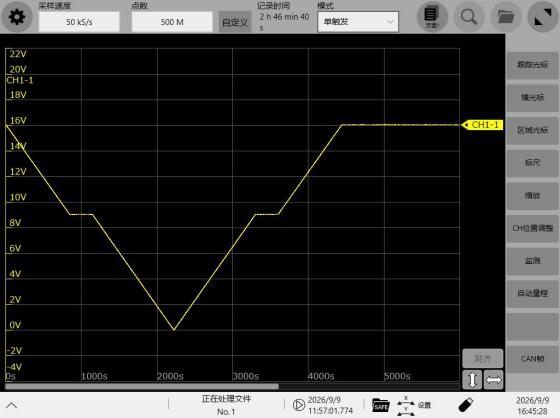 采样速度
50 kS/s
点数
500 M
自定义
记录时间
2 h 46 min 40
s
模式
单触发
页面1
22V
20V
CH1-1
18V
16V
14V
12V
10V
8V
6V
4V
2V
0V
-2V
-4V
0s
1000s
2000s
3000s
4000s
5000s
CH1-1
跟踪光标
横光标
区域光标
标尺
缩放
CH位置调整
监测
自动量程
CAN帧
对齐
正在处理文件
No. 1
2026/9/9
11:57:01.774
SAFE
X
Y
设置
2026/9/9
16:45:28